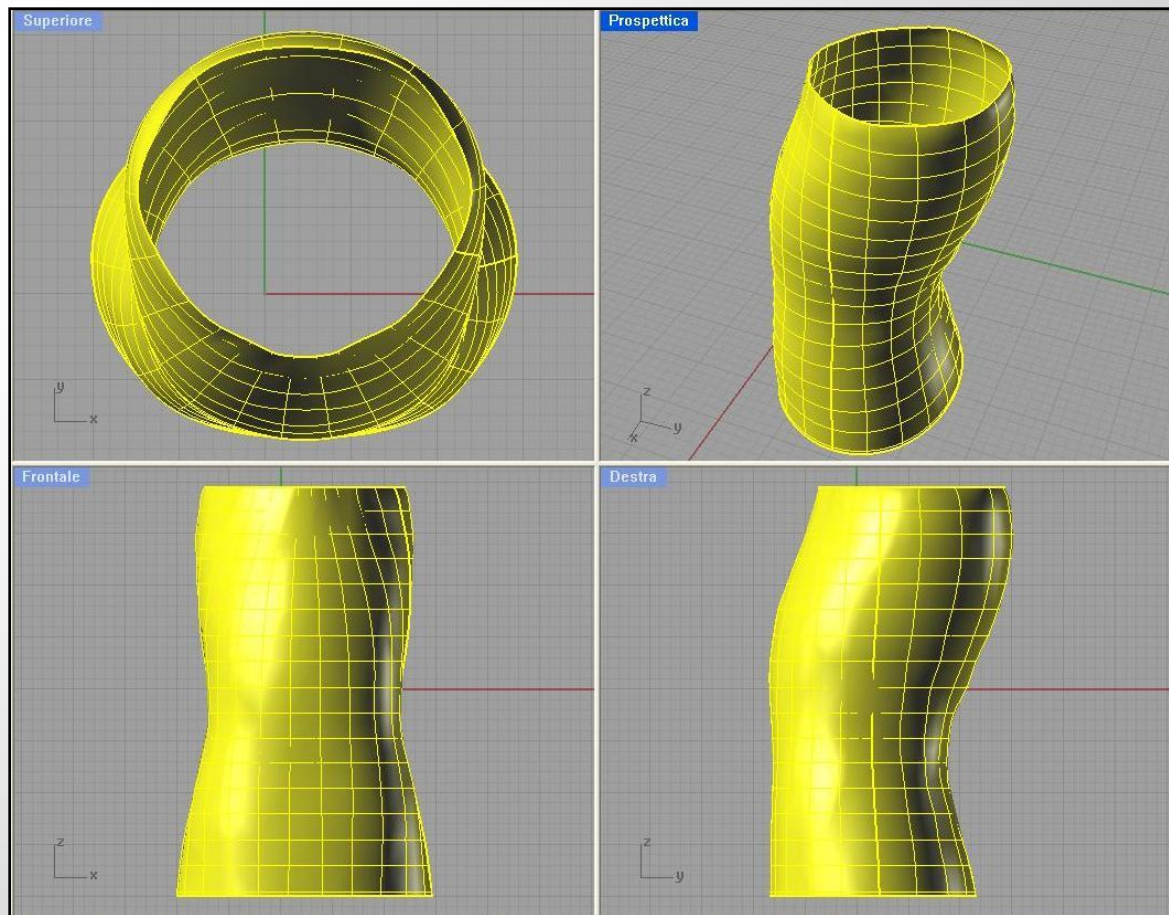 Superiore
y
x
Prospettica
z
x
y
Frontale
z
x
Destra
z
y